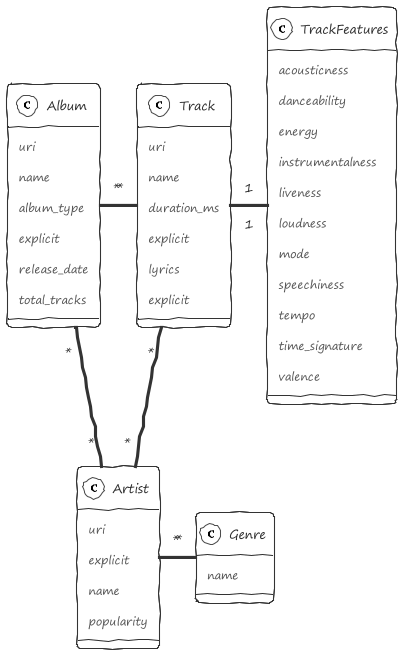 C TrackFeatures
acousticness
danceability
energy
instrumentalness
liveness
loudness
mode
speechiness
tempo
time_signature
valence
C Album
uri
name
album_type
explicit
release_date
total_tracks
C Track
uri
name
duration_ms
explicit
lyrics
explicit
**
1
1
*
*
*
*
C Artist
uri
explicit
name
popularity
**
C Genre
name